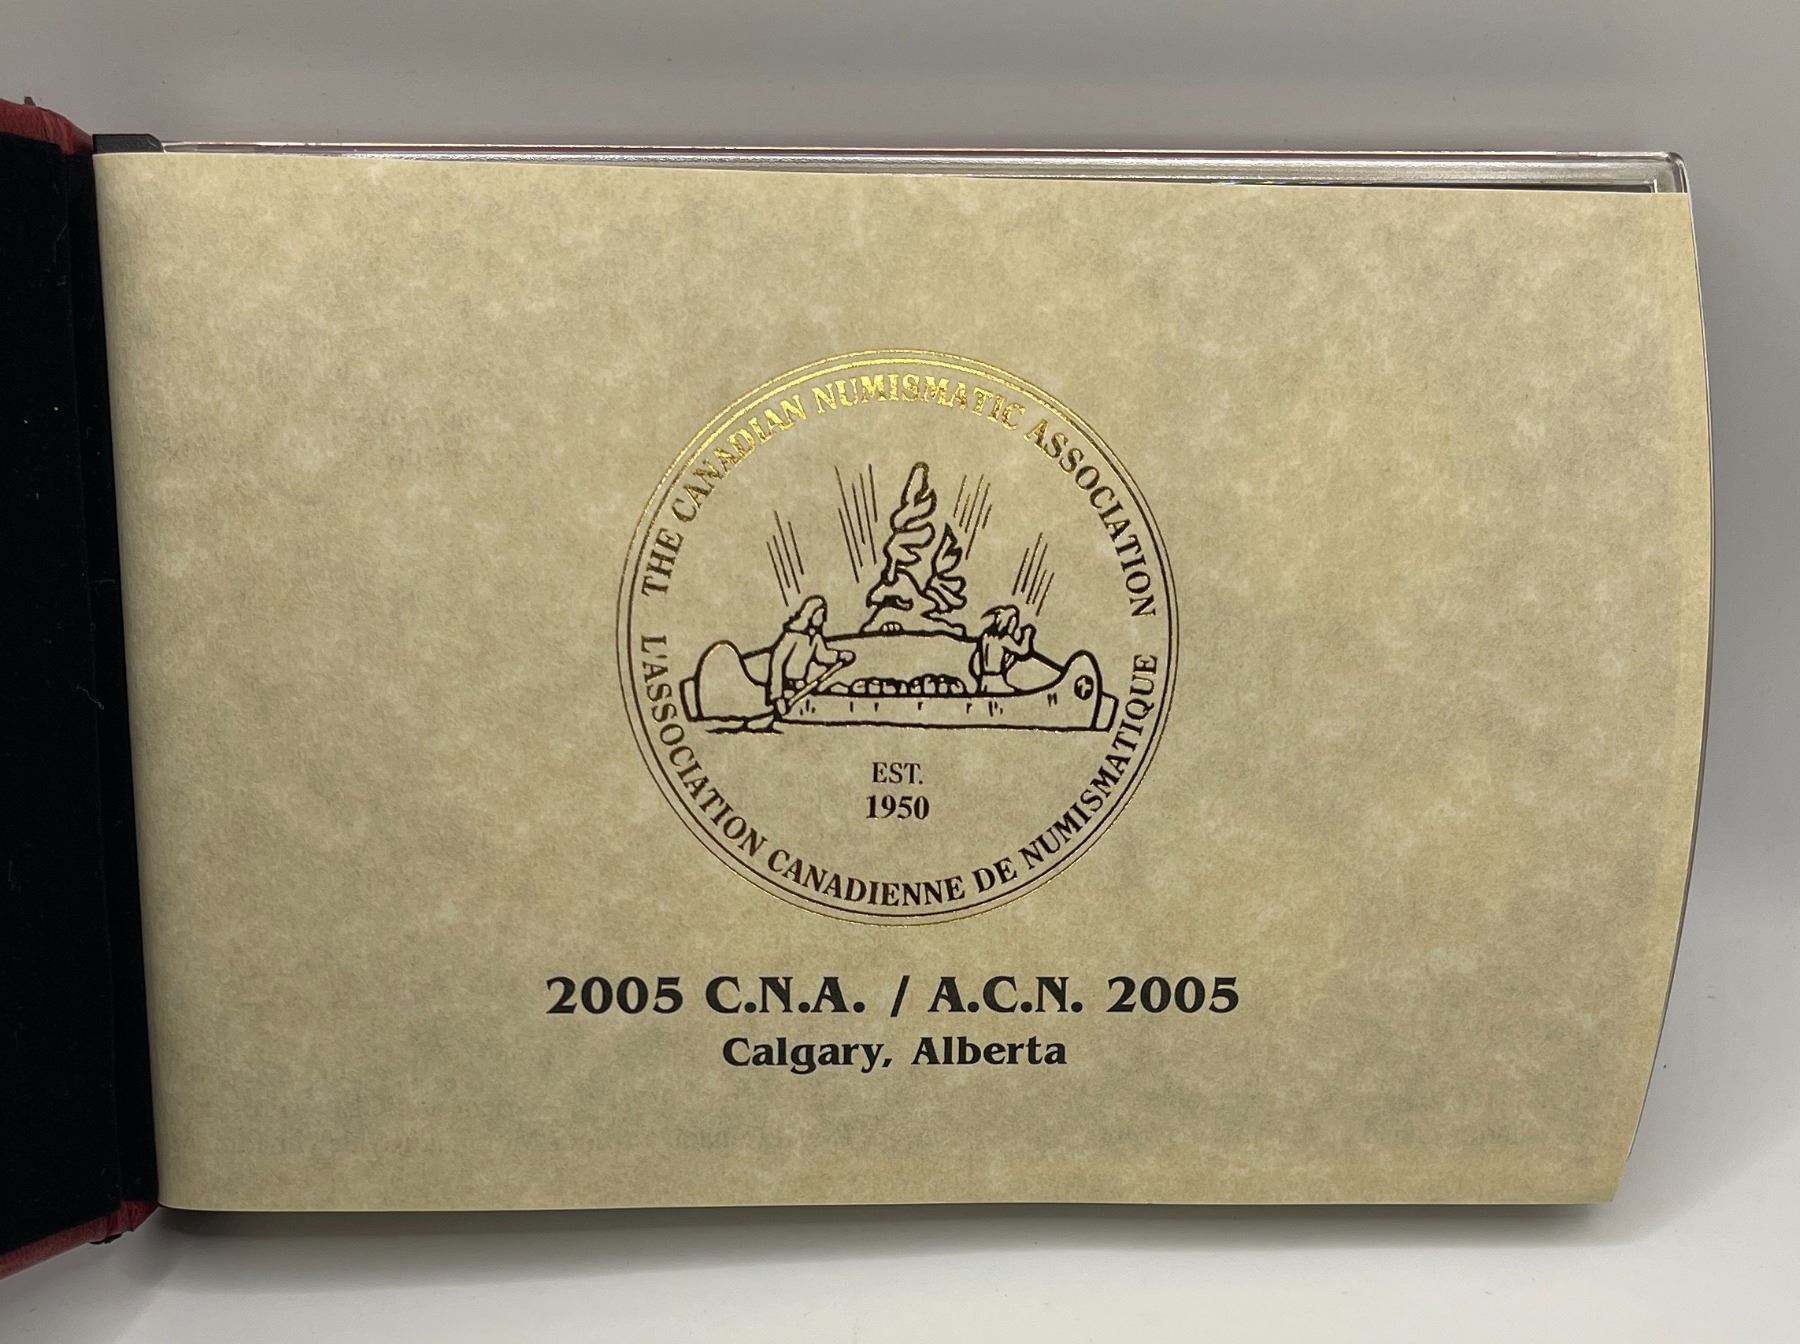 THE CANADIAN NUMISMATIC ASSOCIATION
L'ASSOCIATION CANADIENNE DE NUMISMATIQUE
EST.
1950
2005 C.N.A. / A.C.N. 2005
Calgary, Alberta